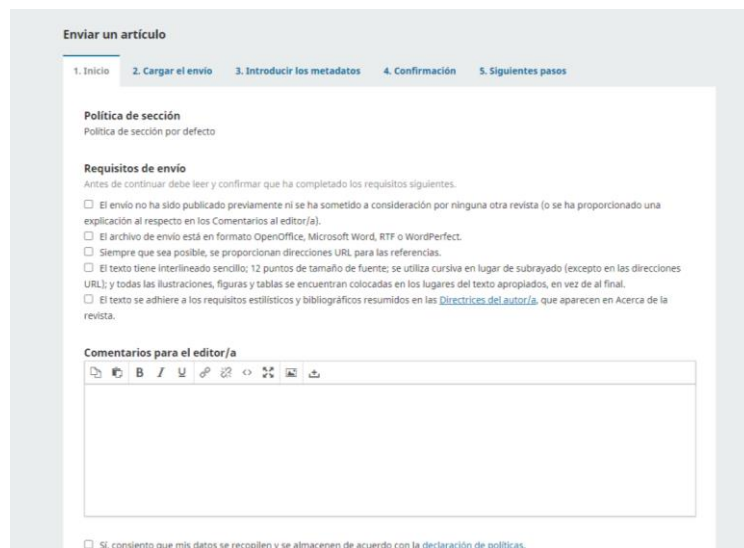 Enviar un artículo
1. Inicio 2. Cargar el envío 3. Introducir los metadatos 4. Confirmación 5. Siguientes pasos
Política de sección
Política de sección por defecto
Requisitos de envío
Antes de continuar debe leer y confirmar que ha completado los requisitos siguientes.
El envío no ha sido publicado previamente ni se ha sometido a consideración por ninguna otra revista (o se ha proporcionado una
explicación al respecto en los Comentarios al editor/a).
El archivo de envío está en formato OpenOffice, Microsoft Word, RTF o WordPerfect.
Siempre que sea posible, se proporcionan direcciones URL para las referencias.
El texto tiene interlineado sencillo; 12 puntos de tamaño de fuente; se utiliza cursiva en lugar de subrayado (excepto en las direcciones
URL); y todas las ilustraciones, figuras y tablas se encuentran colocadas en los lugares del texto apropiados, en vez de al final.
El texto se adhiere a los requisitos estilísticos y bibliográficos resumidos en las Directrices del autor/a, que aparecen en Acerca de la
revista.
Comentarios para el editor/a
B I U
Sí, consiento que mis datos se recopilen y se almacenen de acuerdo con la declaración de políticas.